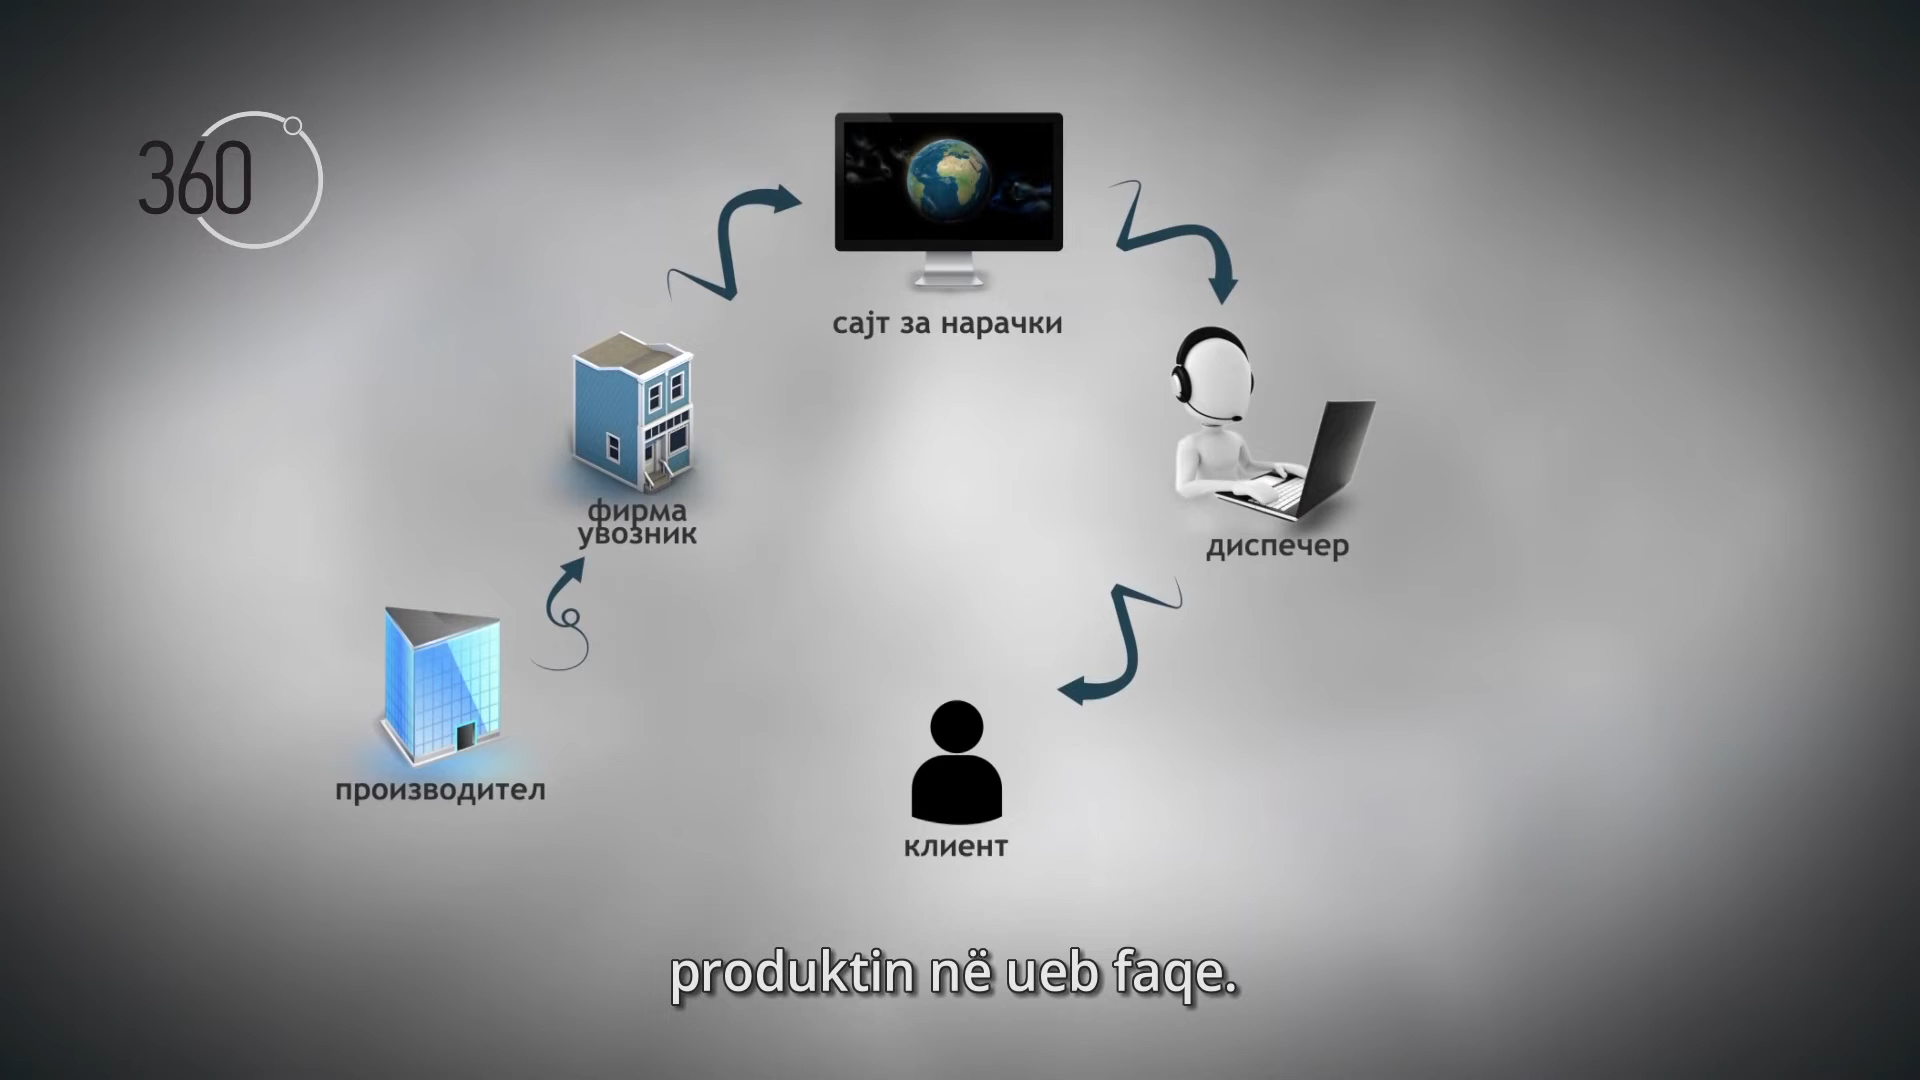 360
сајт за нарачки
фирма
увозник
диспечер
производител
клиент
produktin në ueb faqe.